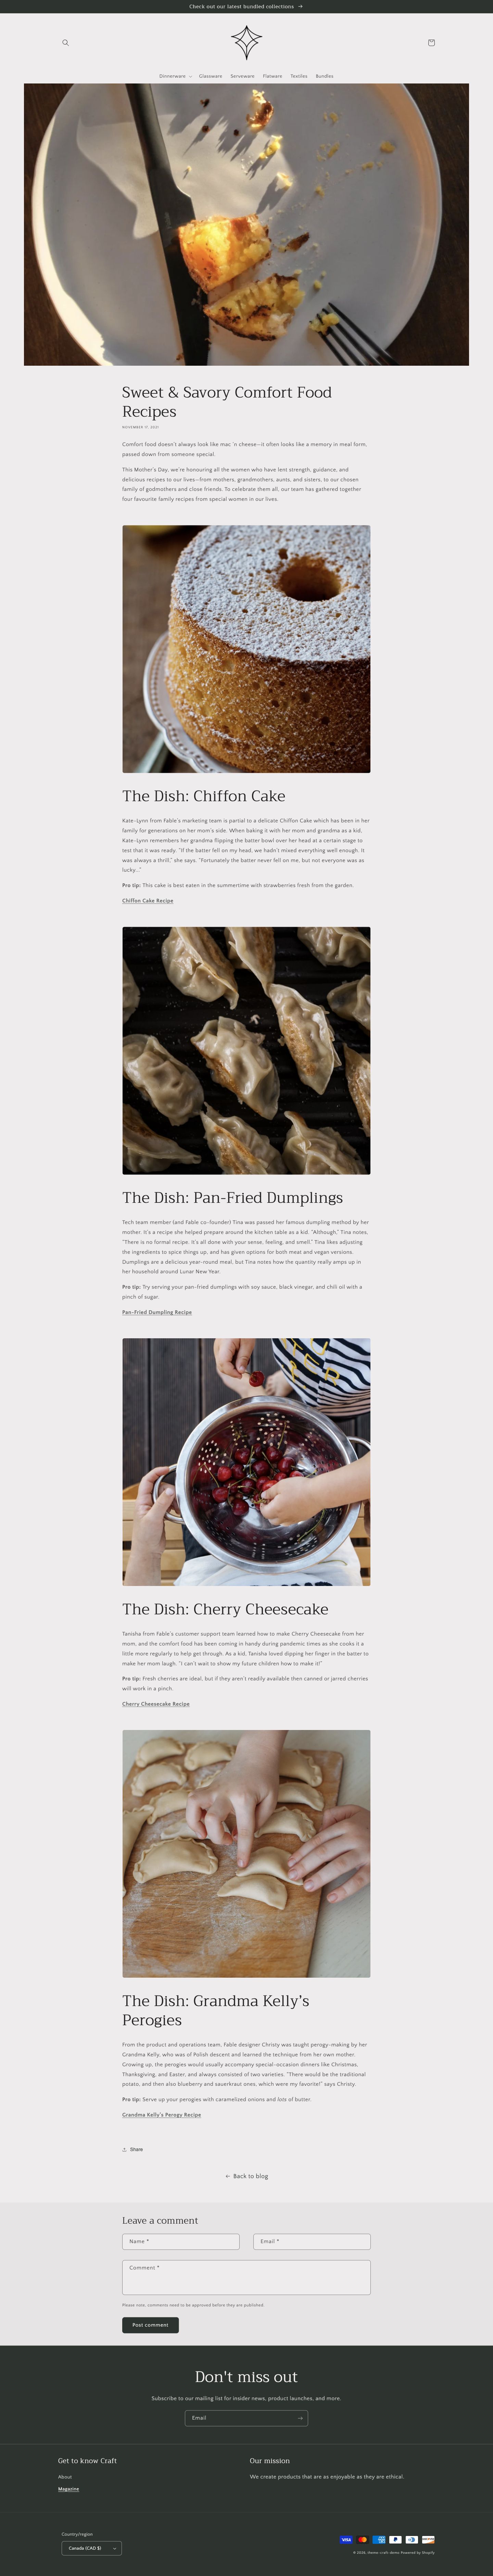 Check out our latest bundled collections
Dinnerware Glassware Serveware Flatware Textiles Bundles
Sweet & Savory Comfort Food
Recipes
NOVEMBER 17, 2021
Comfort food doesn't always look like mac 'n cheese—it often looks like a memory in meal form,
passed down from someone special.
This Mother's Day, we're honouring all the women who have lent strength, guidance, and
delicious recipes to our lives—from mothers, grandmothers, aunts, and sisters, to our chosen
family of godmothers and close friends. To celebrate them all, our team has gathered together
four favourite family recipes from special women in our lives.
The Dish: Chiffon Cake
Kate-Lynn from Fable's marketing team is partial to a delicate Chiffon Cake which has been in her
family for generations on her mom's side. When baking it with her mom and grandma as a kid,
Kate-Lynn remembers her grandma flipping the batter bowl over her head at a certain stage to
test that it was ready. "If the batter fell on my head, we hadn't mixed everything well enough. It
was always a thrill," she says. "Fortunately the batter never fell on me, but not everyone was as
lucky..."
Pro tip: This cake is best eaten in the summertime with strawberries fresh from the garden.
Chiffon Cake Recipe
The Dish: Pan-Fried Dumplings
Tech team member (and Fable co-founder) Tina was passed her famous dumpling method by her
mother. It's a recipe she helped prepare around the kitchen table as a kid. "Although," Tina notes,
"There is no formal recipe. It's all done with your sense, feeling, and smell." Tina likes adjusting
the ingredients to spice things up, and has given options for both meat and vegan versions.
Dumplings are a delicious year-round meal, but Tina notes how the quantity really amps up in
her household around Lunar New Year.
Pro tip: Try serving your pan-fried dumplings with soy sauce, black vinegar, and chili oil with a
pinch of sugar.
Pan-Fried Dumpling Recipe
The Dish: Cherry Cheesecake
Tanisha from Fable's customer support team learned how to make Cherry Cheesecake from her
mom, and the comfort food has been coming in handy during pandemic times as she cooks it a
little more regularly to help get through. As a kid, Tanisha loved dipping her finger in the batter to
make her mom laugh. "I can't wait to show my future children how to make it!"
Pro tip: Fresh cherries are ideal, but if they aren't readily available then canned or jarred cherries
will work in a pinch.
Cherry Cheesecake Recipe
The Dish: Grandma Kelly's
Perogies
From the product and operations team, Fable designer Christy was taught perogy-making by her
Grandma Kelly, who was of Polish descent and learned the technique from her own mother.
Growing up, the perogies would usually accompany special-occasion dinners like Christmas,
Thanksgiving, and Easter, and always consisted of two varieties. "There would be the traditional
potato, and then also blueberry and sauerkraut ones, which were my favorite!" says Christy.
Pro tip: Serve up your perogies with caramelized onions and lots of butter.
Grandma Kelly's Perogy Recipe
Share
Back to blog
Leave a comment
Name * Email *
Comment *
Please note, comments need to be approved before they are published.
Post comment
Don't miss out
Subscribe to our mailing list for insider news, product launches, and more.
Email
Get to know Craft Our mission
About We create products that are as enjoyable as they are ethical.
Magazine
Country/region
Canada (CAD $)
© 2026, theme-craft-demo Powered by Shopify